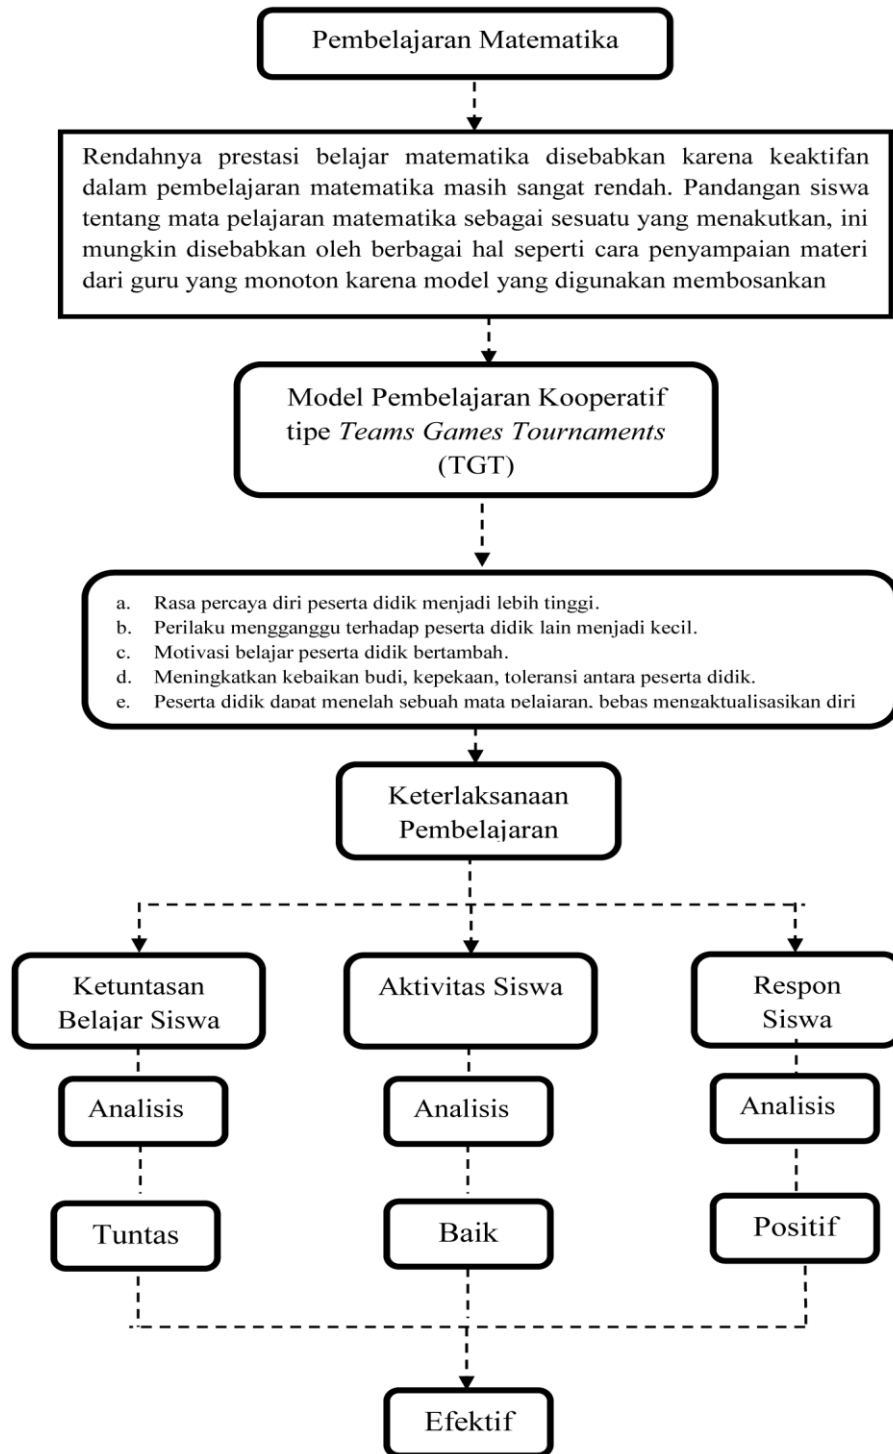 Pembelajaran Matematika
Rendahnya prestasi belajar matematika disebabkan karena keaktifan
dalam pembelajaran matematika masih sangat rendah. Pandangan siswa
tentang mata pelajaran matematika sebagai sesuatu yang menakutkan, ini
mungkin disebabkan oleh berbagai hal seperti cara penyampaian materi
dari guru yang monoton karena model yang digunakan membosankan
Model Pembelajaran Kooperatif
tipe Teams Games Tournaments
(TGT)
a. Rasa percaya diri peserta didik menjadi lebih tinggi.
b. Perilaku mengganggu terhadap peserta didik lain menjadi kecil.
c. Motivasi belajar peserta didik bertambah.
d. Meningkatkan kebaikan budi, kepekaan, toleransi antara peserta didik.
e. Peserta didik dapat menelah sebuah mata pelajaran, bebas mengaktualisasikan diri
Keterlaksanaan
Pembelajaran
Ketuntasan
Belajar Siswa
Aktivitas Siswa
Respon
Siswa
Analisis
Analisis
Analisis
Tuntas
Baik
Positif
Efektif